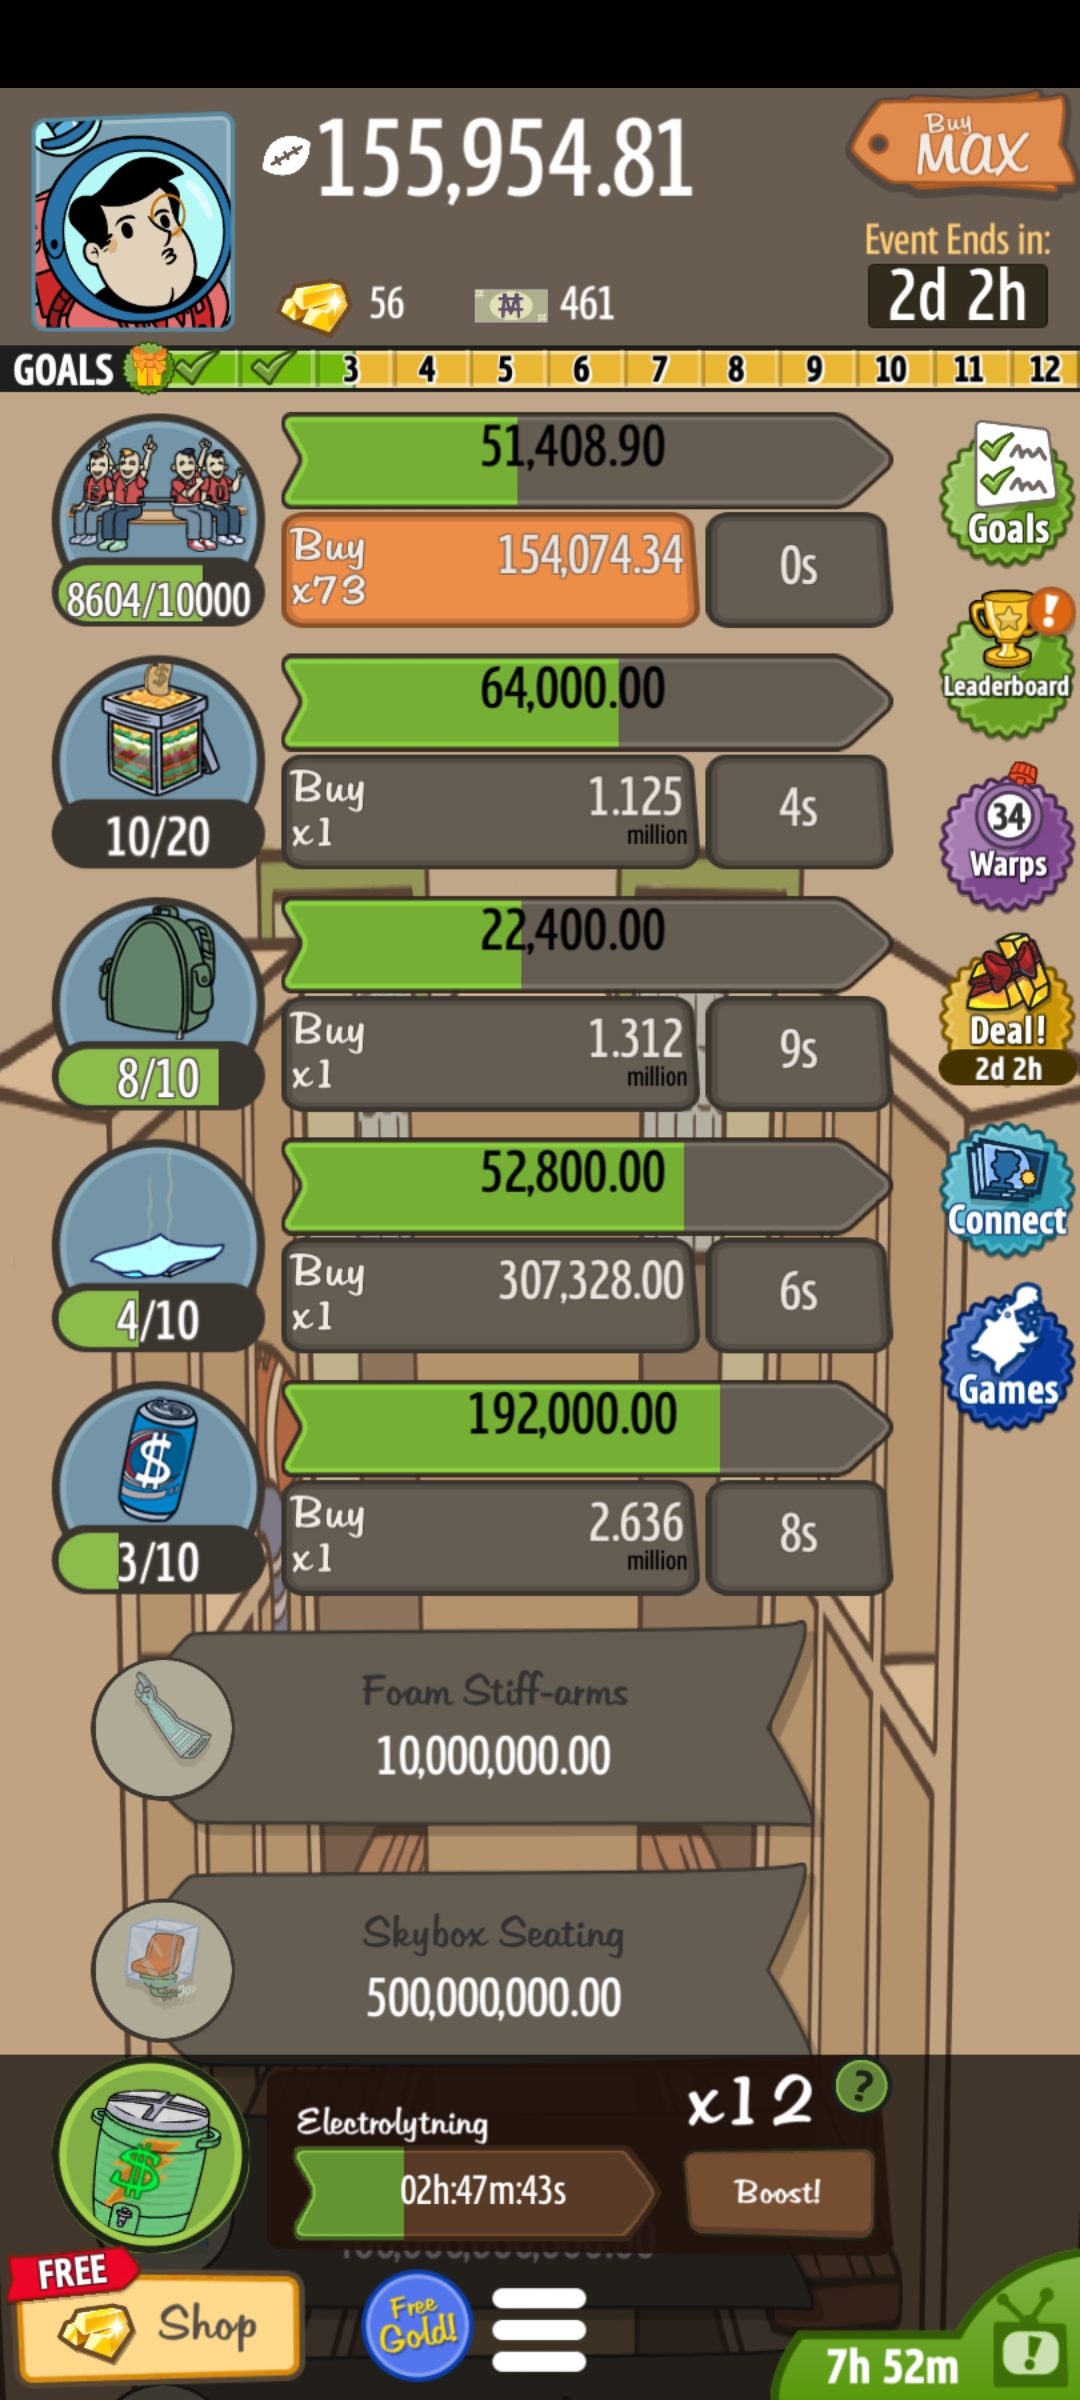 155,954.81
Buy
MAX
Event Ends in:
2d 2h
56
461
GOALS 3 4 5 6 7 8 9 10 11 12
51,408.90
Buy
x73
154,074.34
0s
8604/10000
Goals
64,000.00
Leaderboard
Buy
x1
1.125
million
4s
10/20
34
Warps
22,400.00
Buy
x1
1.312
million
9s
8/10
Deal!
2d 2h
52,800.00
Connect
Buy
x1
307,328.00
6s
4/10
192,000.00
Games
Buy
x1
2.636
million
8s
3/10
Foam Stiff-arms
10,000,000.00
Skybox Seating
500,000,000.00
Electrolytning
x12
?
02h:47m:43s
Boost!
FREE
Shop
Free
Gold!
7h 52m